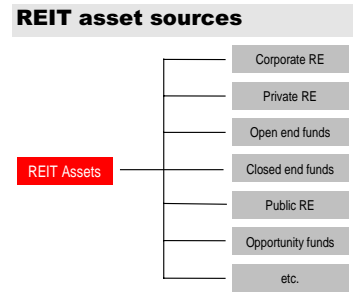 REIT asset sources
Corporate RE
Private RE
Open end funds
REIT Assets
Closed end funds
Public RE
Opportunity funds
etc.